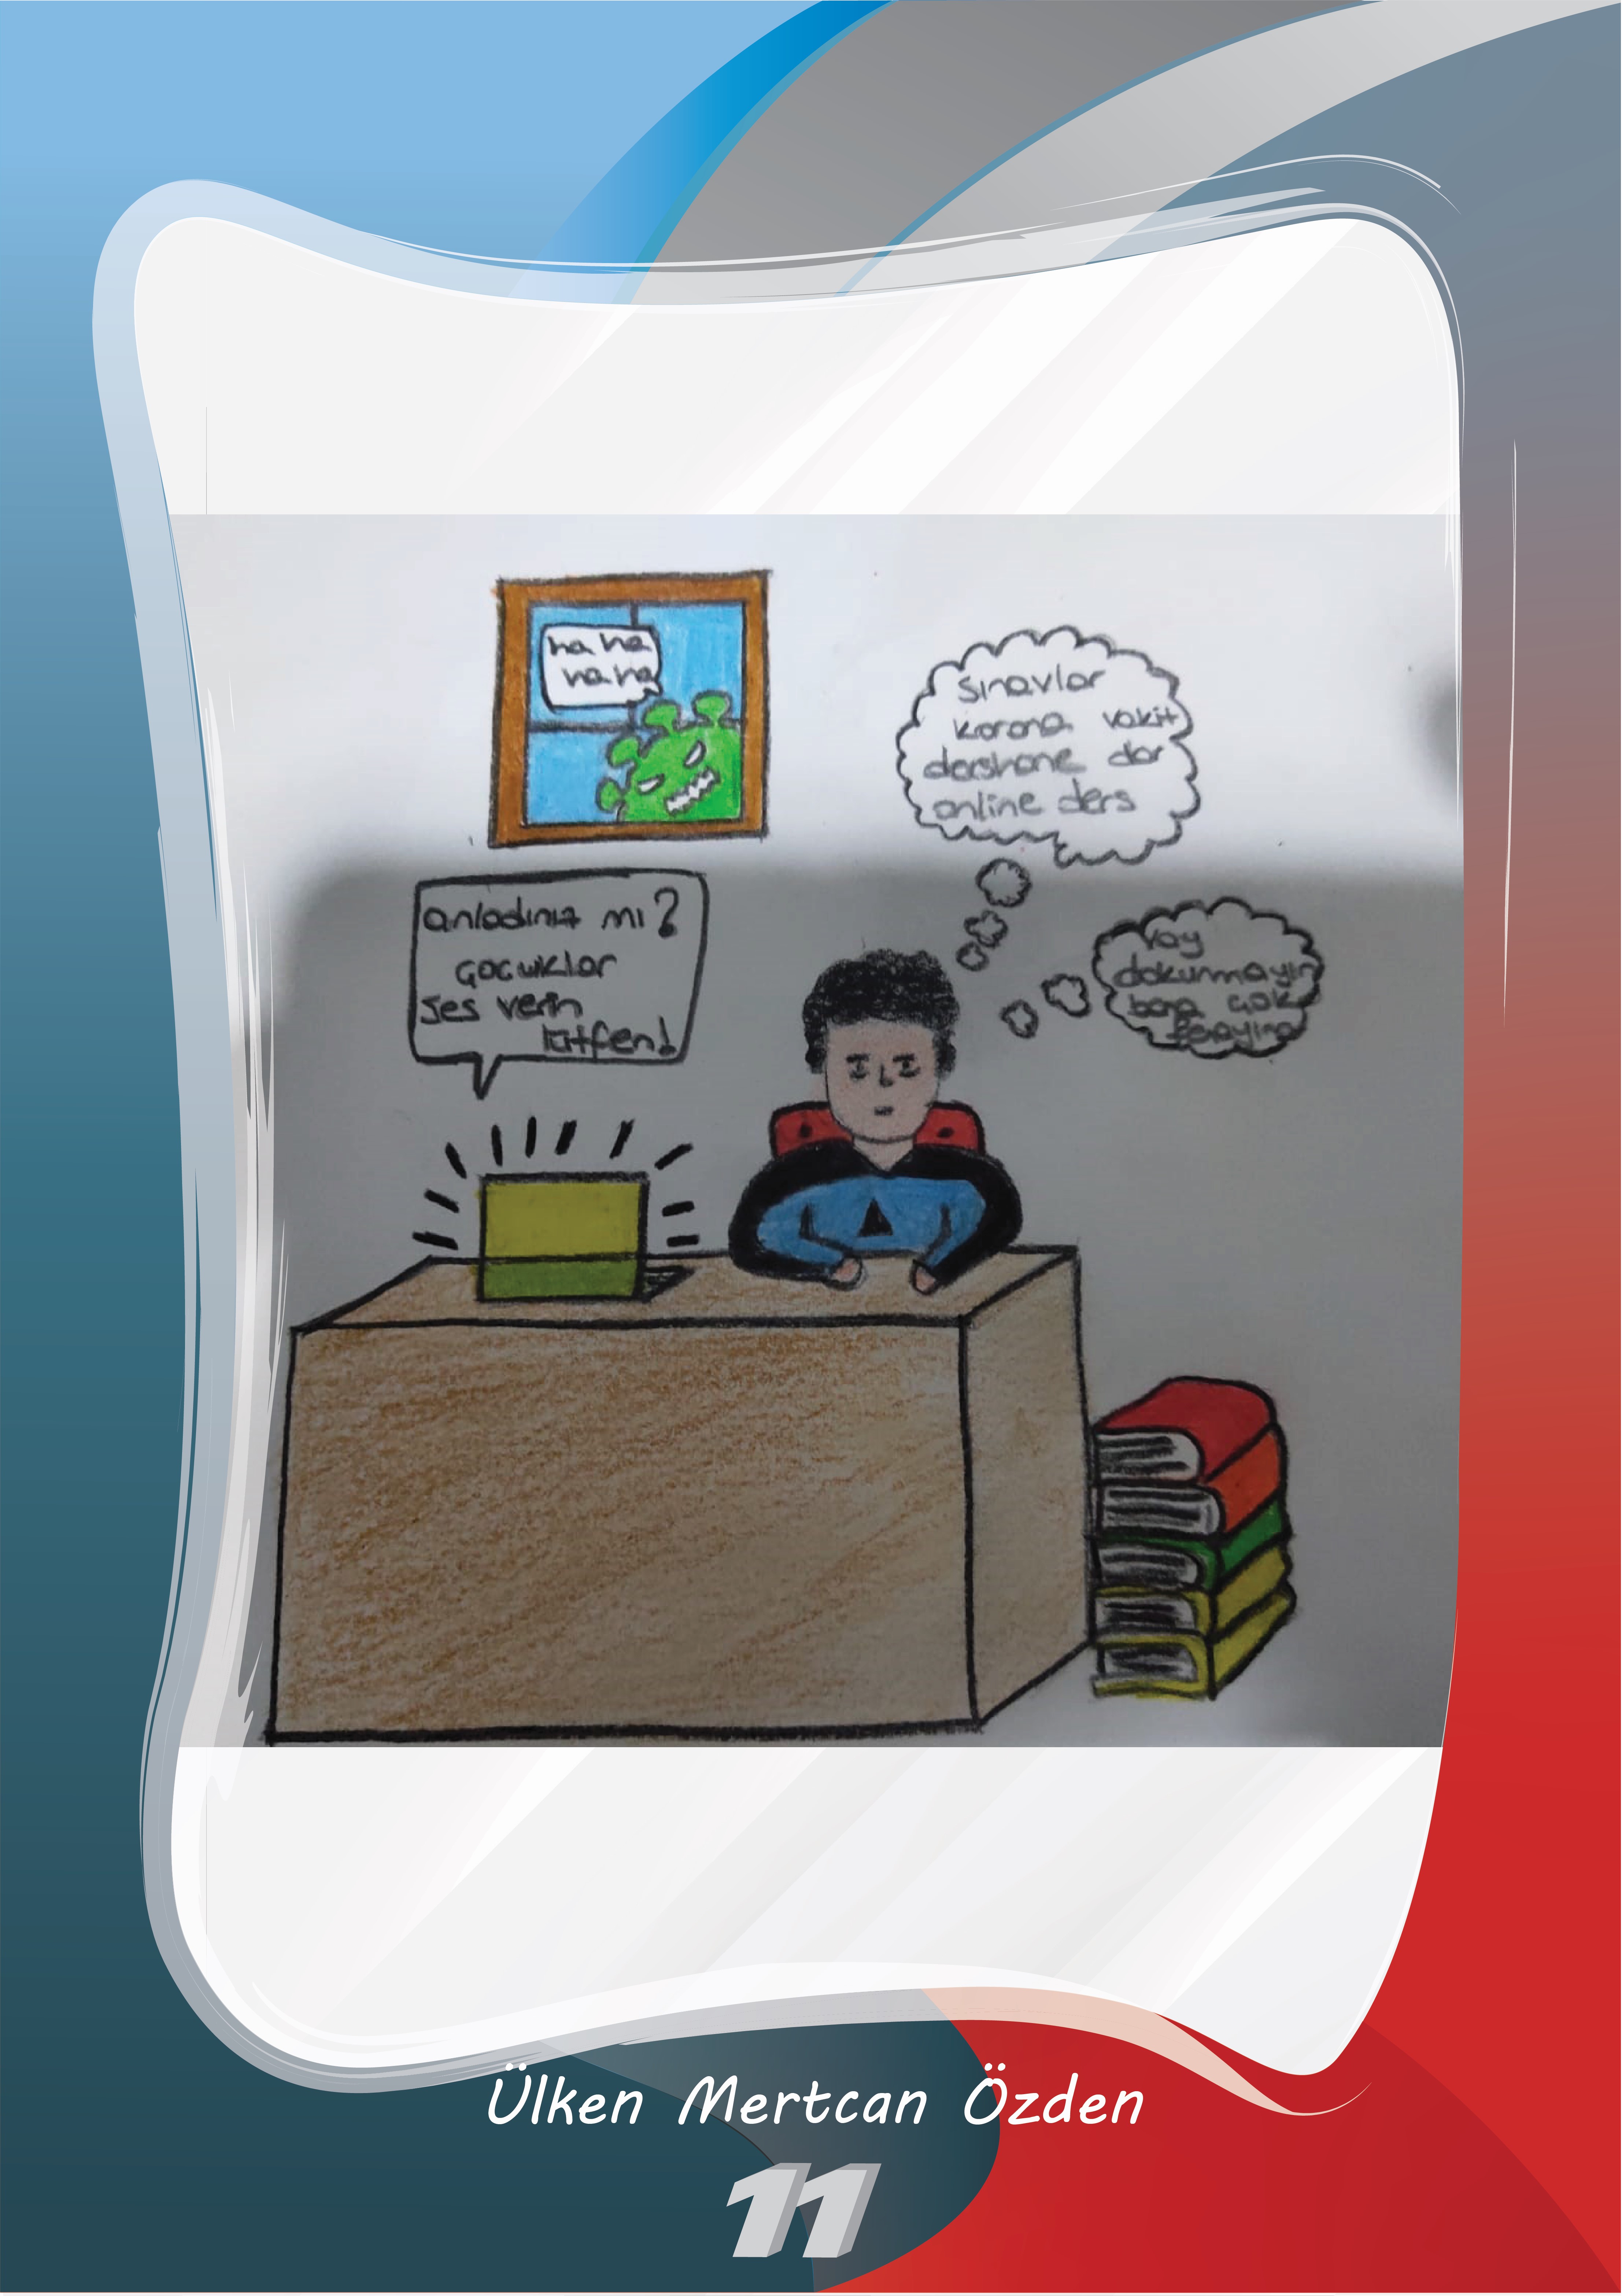 ha ha
ha ha
sınavlar
korona vakit
dershane dar
online ders
anladınız mı?
çocuklar
ses verin
lütfen!
Vay
dokunmayın
bana çok
fenayım
Ülken Mertcan Özden
11